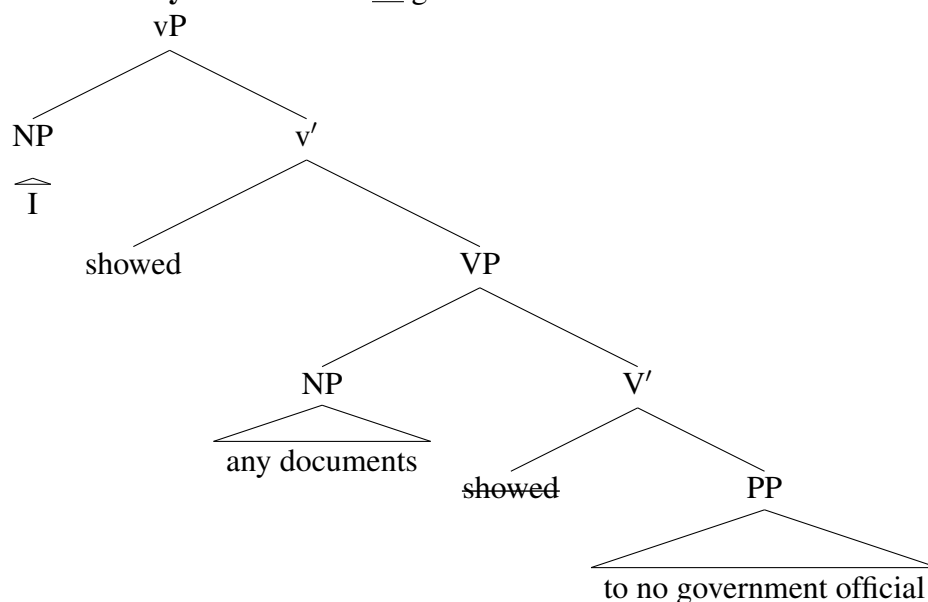 vP
NP v′
I
showed VP
NP V′
any documents
showed PP
to no government official